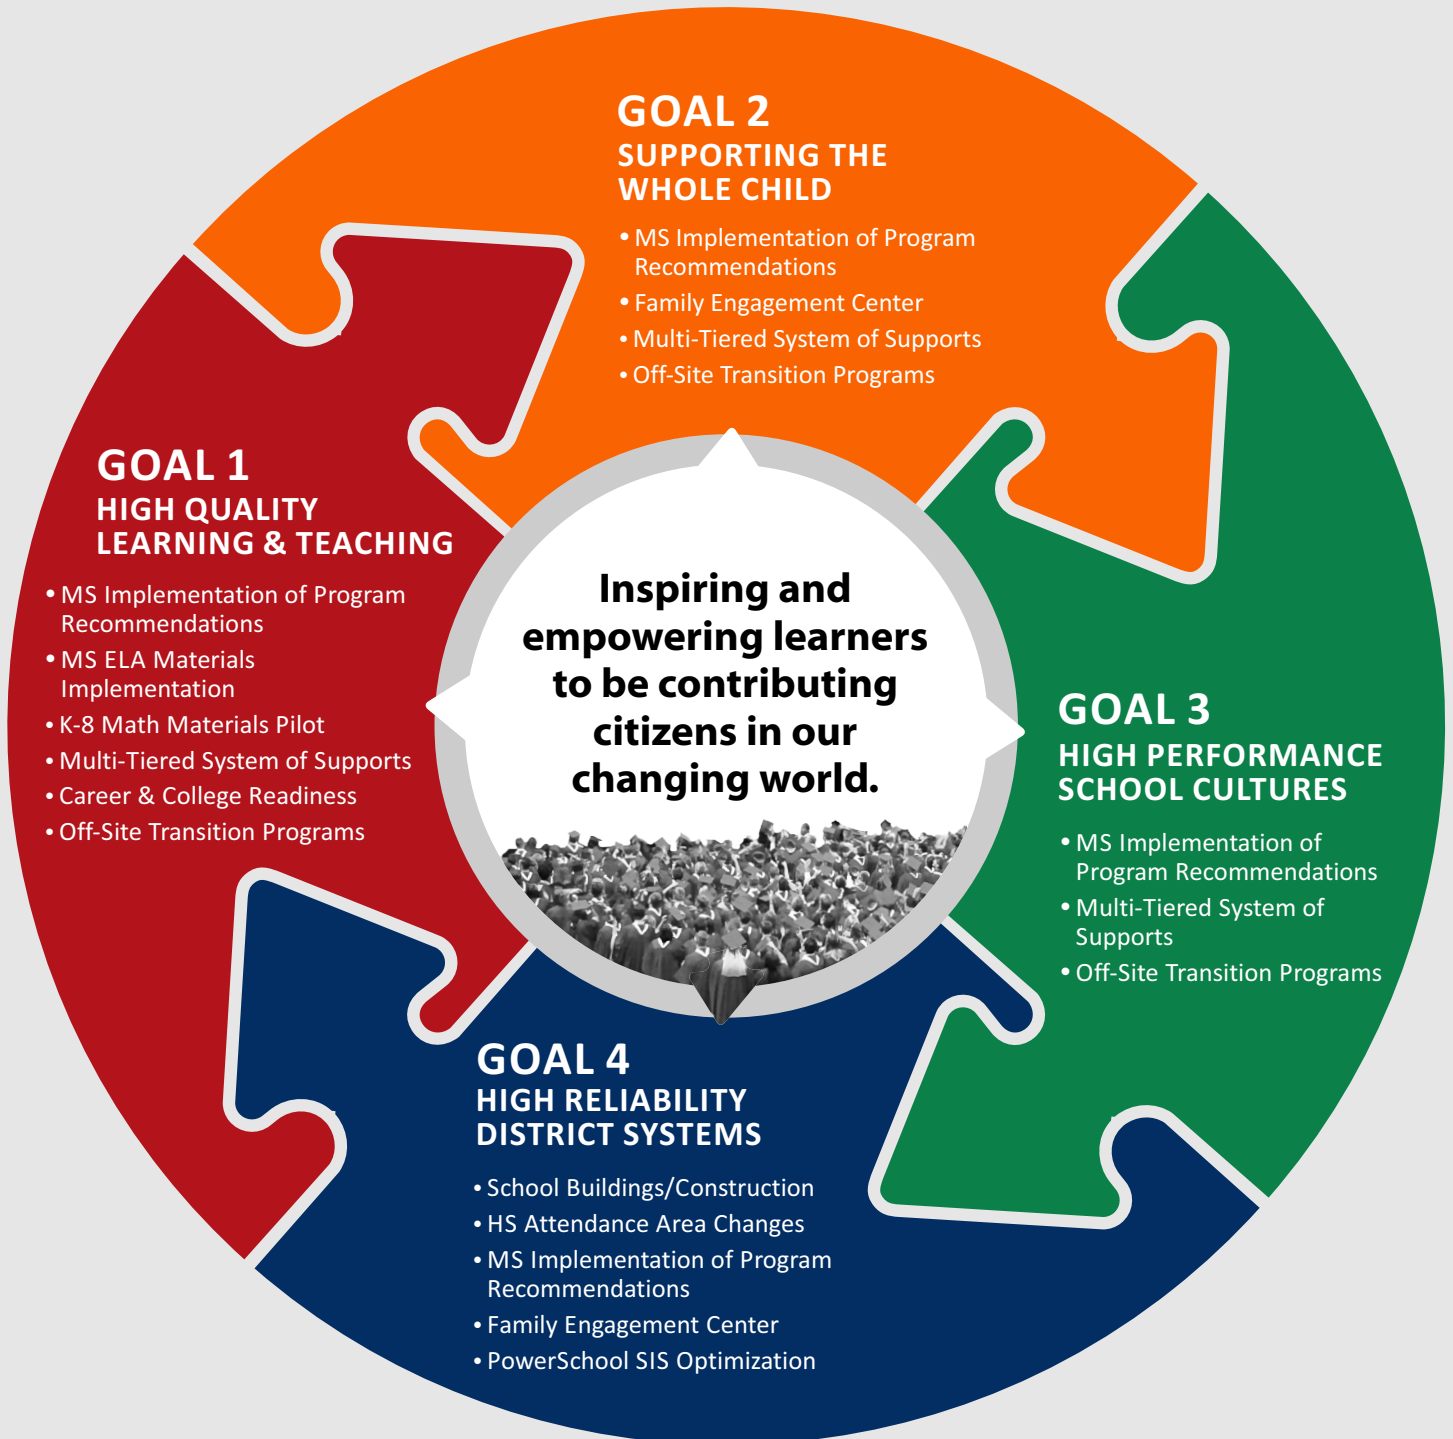 GOAL 1
HIGH QUALITY
LEARNING & TEACHING
• MS Implementation of Program
Recommendations
• MS ELA Materials
Implementation
• K-8 Math Materials Pilot
• Multi-Tiered System of Supports
• Career & College Readiness
• Off-Site Transition Programs
GOAL 2
SUPPORTING THE
WHOLE CHILD
• MS Implementation of Program
Recommendations
• Family Engagement Center
• Multi-Tiered System of Supports
• Off-Site Transition Programs
GOAL 3
HIGH PERFORMANCE
SCHOOL CULTURES
• MS Implementation of
Program Recommendations
• Multi-Tiered System of
Supports
• Off-Site Transition Programs
GOAL 4
HIGH RELIABILITY
DISTRICT SYSTEMS
• School Buildings/Construction
• HS Attendance Area Changes
• MS Implementation of Program
Recommendations
• Family Engagement Center
• PowerSchool SIS Optimization
Inspiring and
empowering learners
to be contributing
citizens in our
changing world.